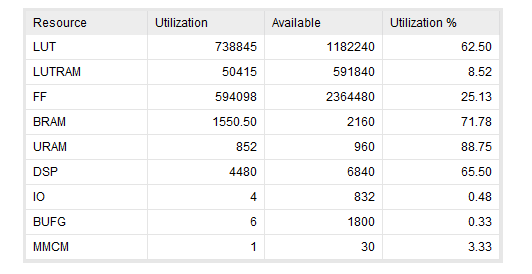 Resource Utilization Available Utilization %
LUT 738845 1182240 62.50
LUTRAM 50415 591840 8.52
FF 594098 2364480 25.13
BRAM 1550.50 2160 71.78
URAM 852 960 88.75
DSP 4480 6840 65.50
IO 4 832 0.48
BUFG 6 1800 0.33
MMCM 1 30 3.33